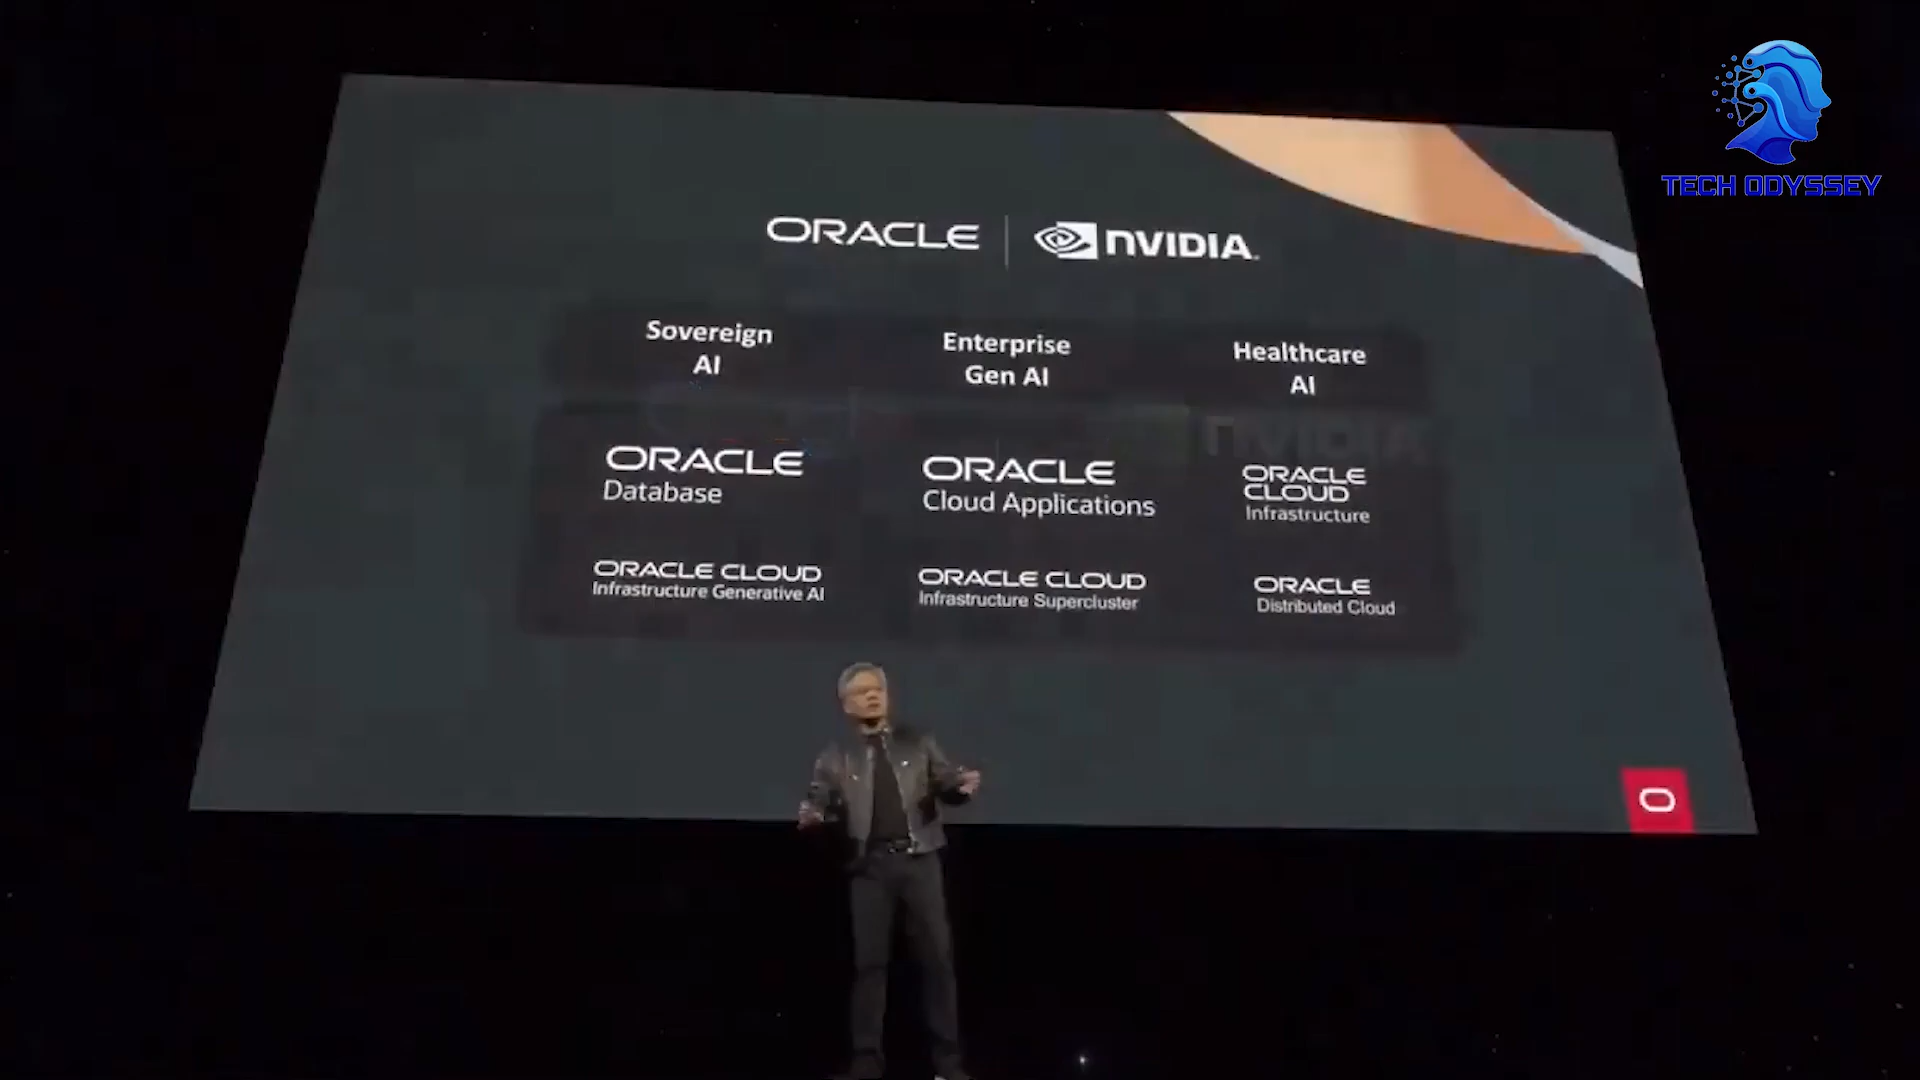 TECH ODYSSEY
ORACLE | NVIDIA.
Sovereign
AI
Enterprise
Gen AI
Healthcare
AI
NVIDIA
ORACLE
Database
ORACLE
Cloud Applications
ORACLE
CLOUD
Infrastructure
ORACLE CLOUD
Infrastructure Generative AI
ORACLE CLOUD
Infrastructure Supercluster
ORACLE
Distributed Cloud